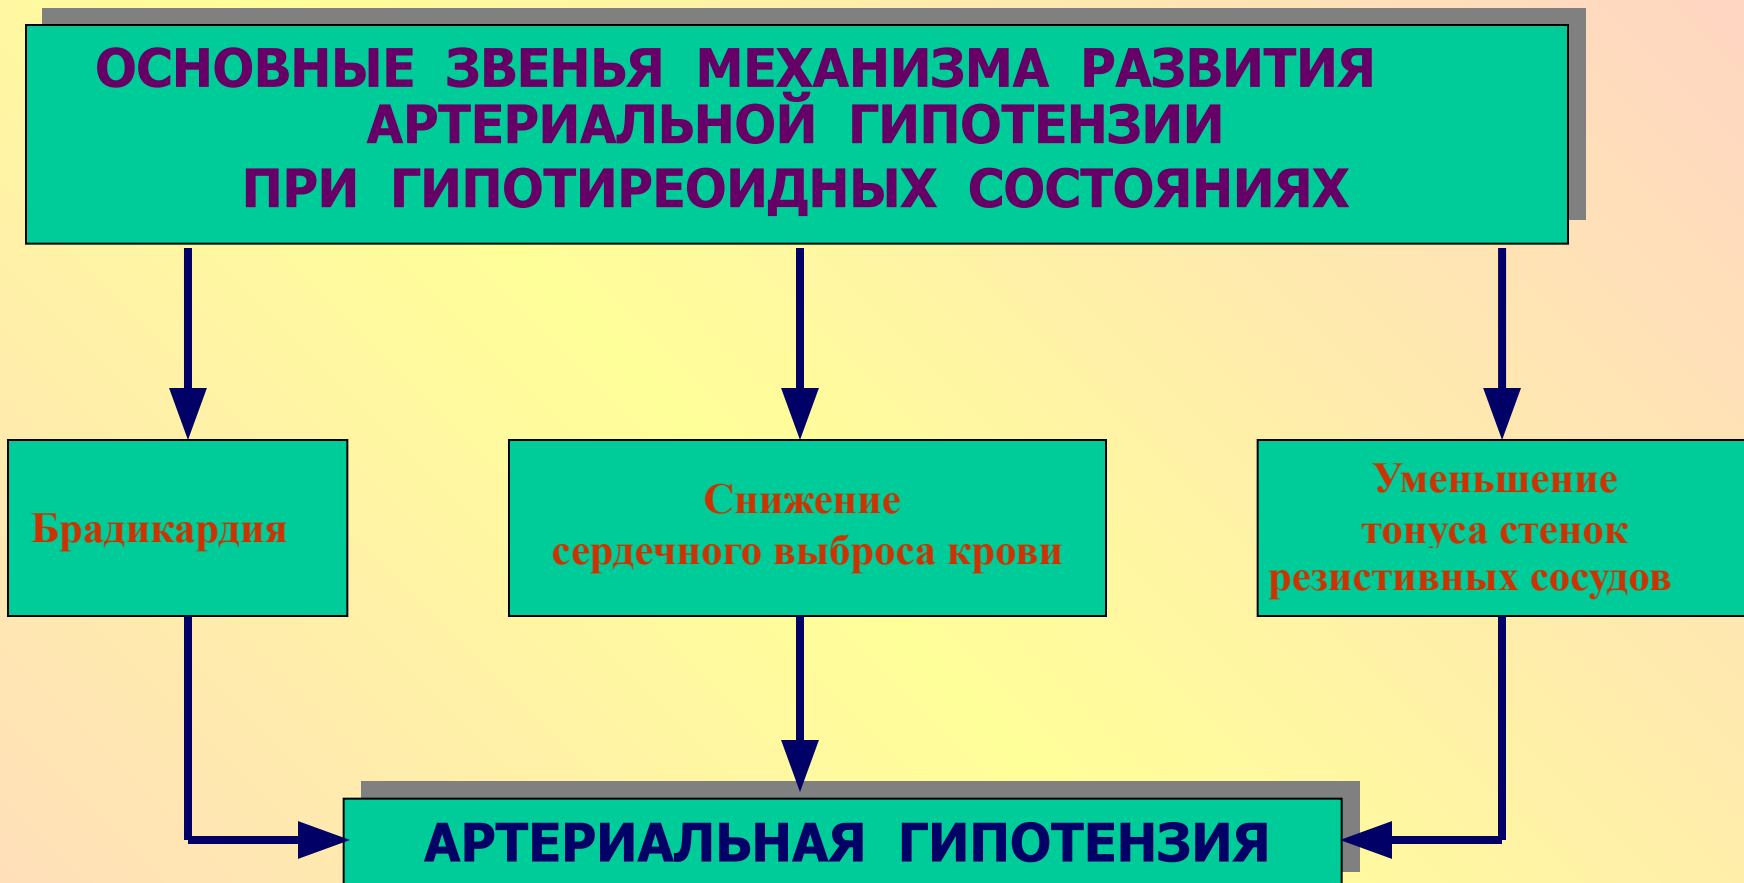 ОСНОВНЫЕ ЗВЕНЬЯ МЕХАНИЗМА РАЗВИТИЯ
АРТЕРИАЛЬНОЙ ГИПОТЕНЗИИ
ПРИ ГИПОТИРЕОИДНЫХ СОСТОЯНИЯХ
Брадикардия
Снижение
сердечного выброса крови
Уменьшение
тонуса стенок
резистивных сосудов
АРТЕРИАЛЬНАЯ ГИПОТЕНЗИЯ